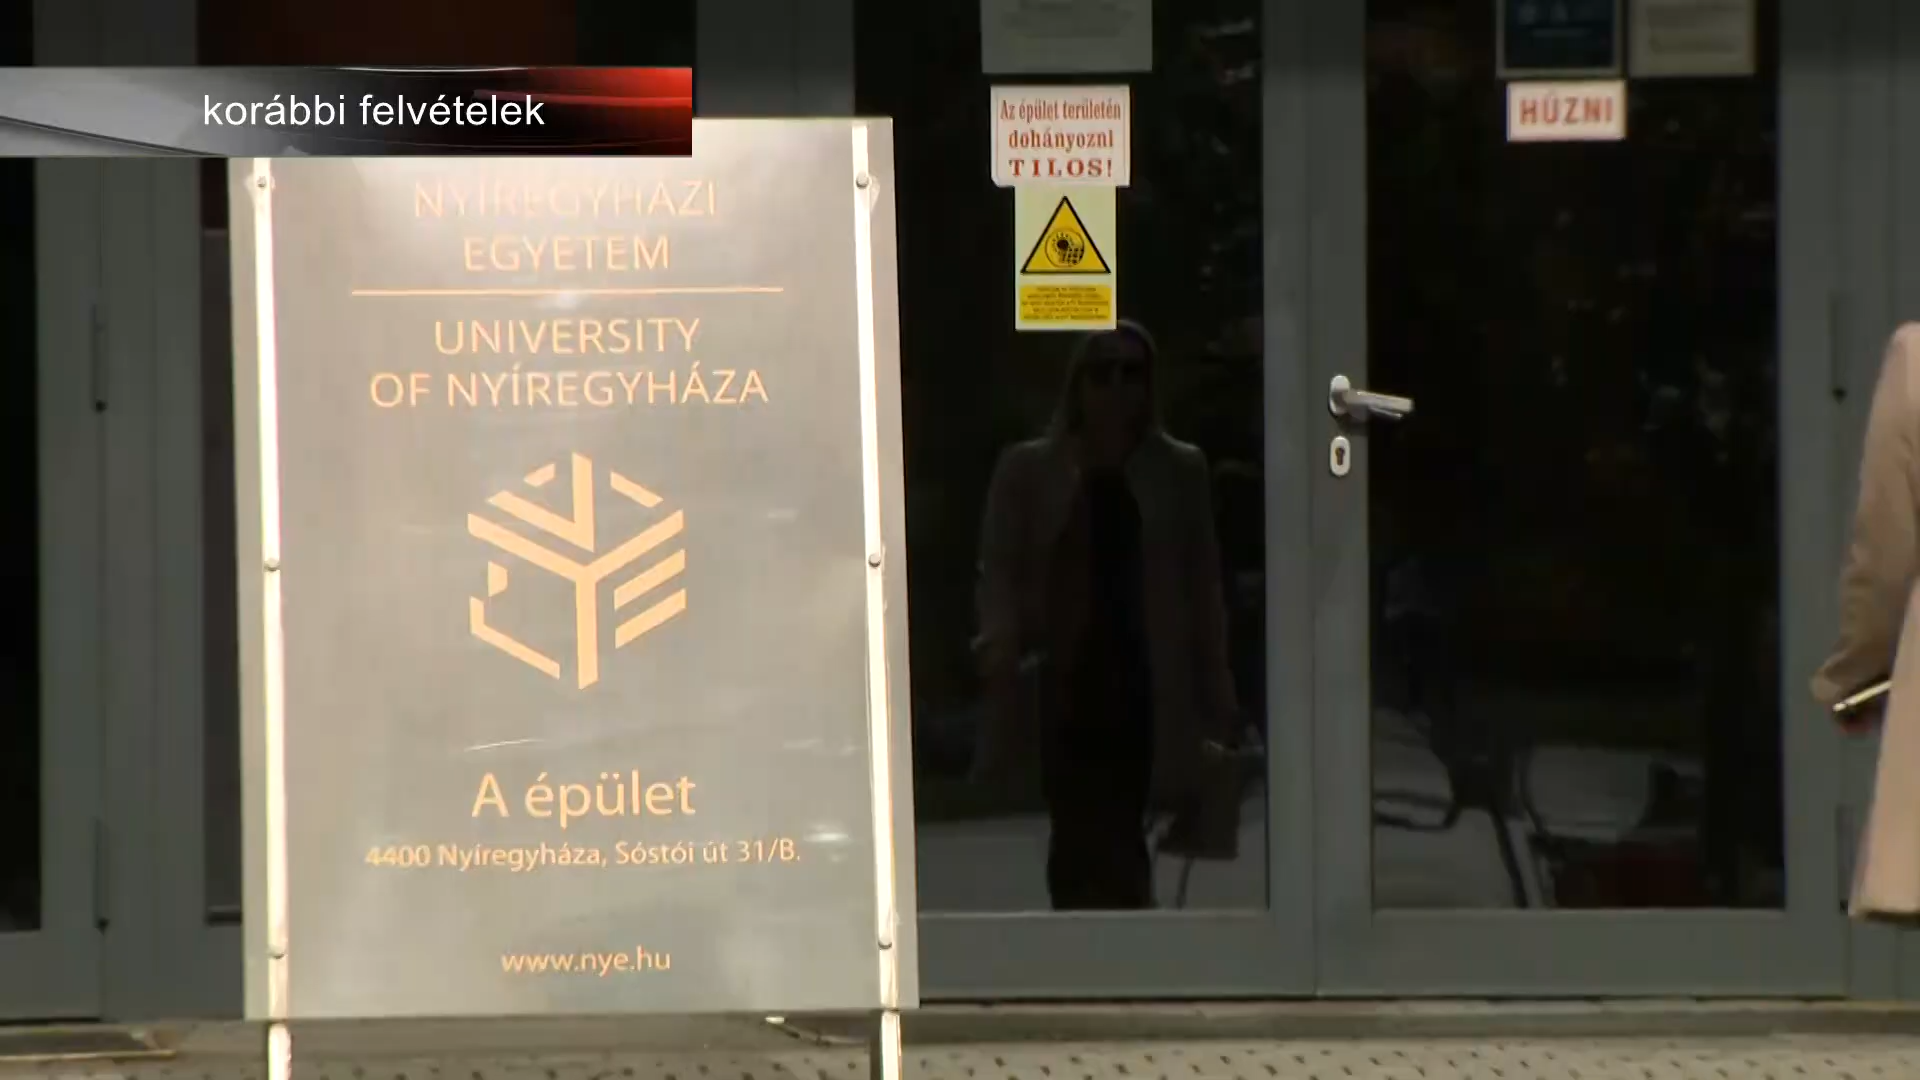 korábbi felvételek
NYÍREGYHÁZI
EGYETEM
UNIVERSITY
OF NYÍREGYHÁZA
A épület
4400 Nyíregyháza, Sóstói út 31/B.
www.nye.hu
Az épület területén
dohányozni
TILOS!
HÚZNI